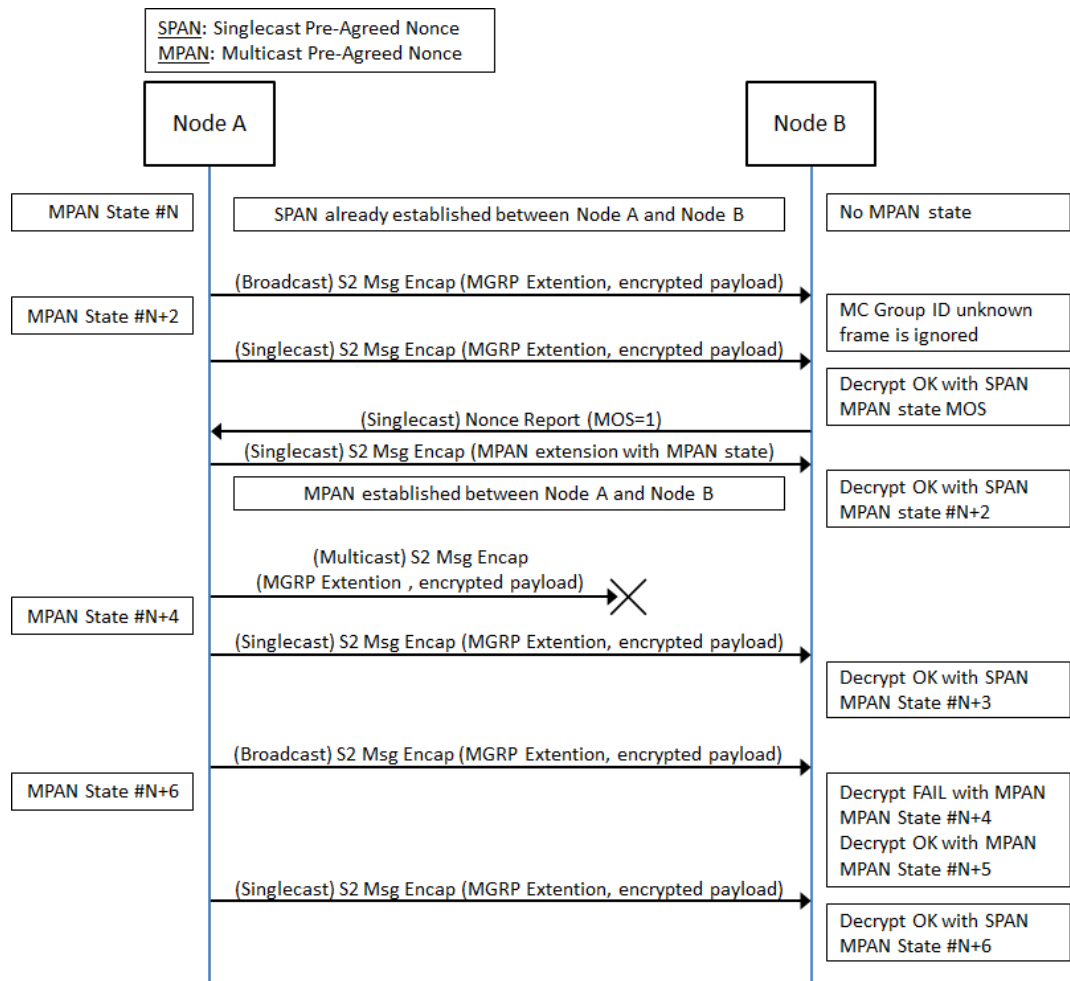 SPAN: Singlecast Pre-Agreed Nonce
MPAN: Multicast Pre-Agreed Nonce
Node A
Node B
MPAN State #N
SPAN already established between Node A and Node B
No MPAN state
(Broadcast) S2 Msg Encap (MGRP Extention, encrypted payload)
MPAN State #N+2
MC Group ID unknown
frame is ignored
(Singlecast) S2 Msg Encap (MGRP Extention, encrypted payload)
Decrypt OK with SPAN
MPAN state MOS
(Singlecast) Nonce Report (MOS=1)
(Singlecast) S2 Msg Encap (MPAN extension with MPAN state)
MPAN established between Node A and Node B
Decrypt OK with SPAN
MPAN state #N+2
(Multicast) S2 Msg Encap
(MGRP Extention , encrypted payload)
MPAN State #N+4
(Singlecast) S2 Msg Encap (MGRP Extention, encrypted payload)
Decrypt OK with SPAN
MPAN State #N+3
(Broadcast) S2 Msg Encap (MGRP Extention, encrypted payload)
MPAN State #N+6
Decrypt FAIL with MPAN
MPAN State #N+4
Decrypt OK with MPAN
MPAN State #N+5
(Singlecast) S2 Msg Encap (MGRP Extention, encrypted payload)
Decrypt OK with SPAN
MPAN State #N+6